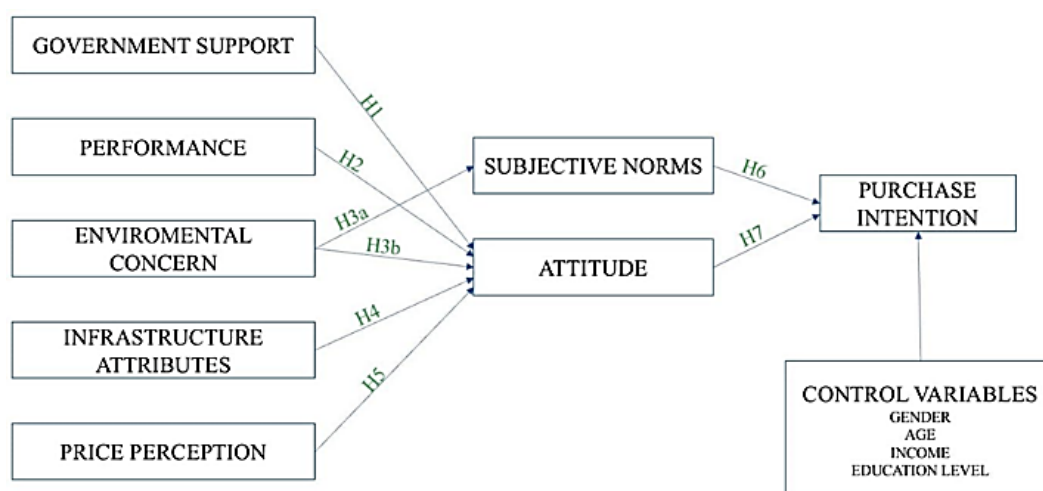 GOVERNMENT SUPPORT
H1
PERFORMANCE
H2
SUBJECTIVE NORMS
H6
PURCHASE
INTENTION
H3a
ENVIROMENTAL
CONCERN
H3b
H7
ATTITUDE
INFRASTRUCTURE
ATTRIBUTES
H4
H5
PRICE PERCEPTION
CONTROL VARIABLES
GENDER
AGE
INCOME
EDUCATION LEVEL